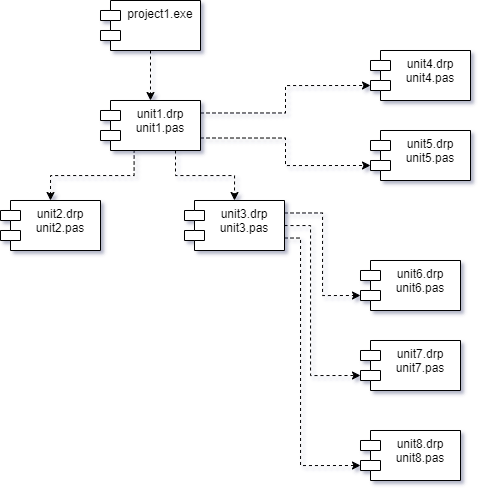 project1.exe
unit1.drp
unit1.pas
unit4.drp
unit4.pas
unit5.drp
unit5.pas
unit2.drp
unit2.pas
unit3.drp
unit3.pas
unit6.drp
unit6.pas
unit7.drp
unit7.pas
unit8.drp
unit8.pas